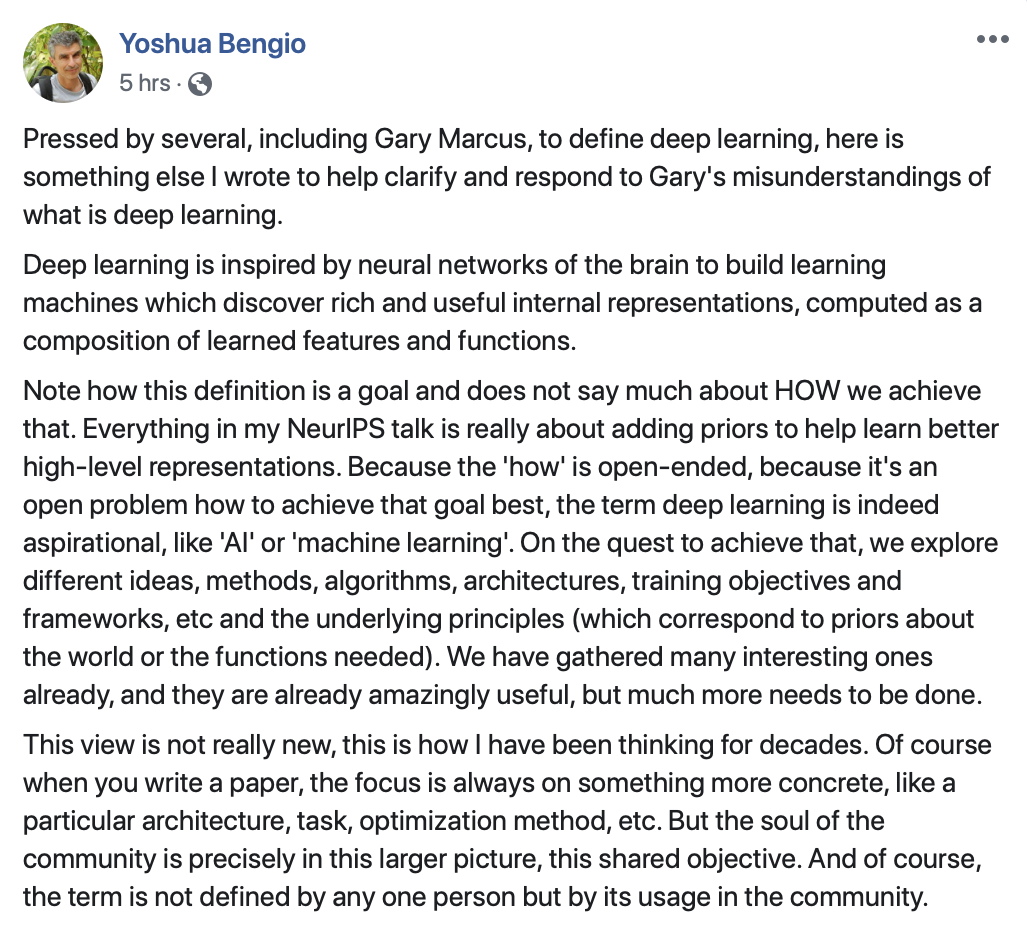 Yoshua Bengio
5 hrs ·
Pressed by several, including Gary Marcus, to define deep learning, here is
something else I wrote to help clarify and respond to Gary's misunderstandings of
what is deep learning.
Deep learning is inspired by neural networks of the brain to build learning
machines which discover rich and useful internal representations, computed as a
composition of learned features and functions.
Note how this definition is a goal and does not say much about HOW we achieve
that. Everything in my NeurIPS talk is really about adding priors to help learn better
high-level representations. Because the 'how' is open-ended, because it's an
open problem how to achieve that goal best, the term deep learning is indeed
aspirational, like 'AI' or 'machine learning'. On the quest to achieve that, we explore
different ideas, methods, algorithms, architectures, training objectives and
frameworks, etc and the underlying principles (which correspond to priors about
the world or the functions needed). We have gathered many interesting ones
already, and they are already amazingly useful, but much more needs to be done.
This view is not really new, this is how I have been thinking for decades. Of course
when you write a paper, the focus is always on something more concrete, like a
particular architecture, task, optimization method, etc. But the soul of the
community is precisely in this larger picture, this shared objective. And of course,
the term is not defined by any one person but by its usage in the community.